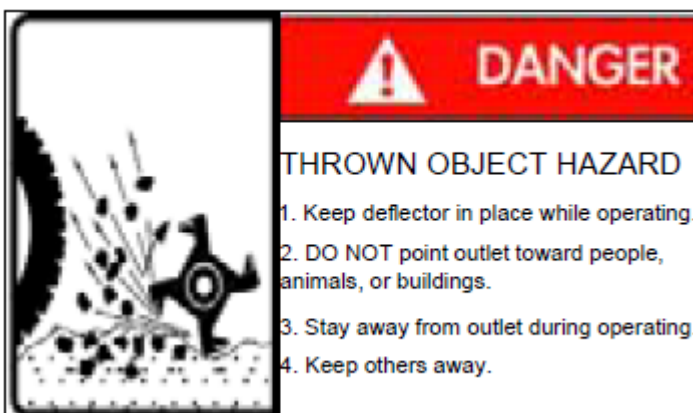 DANGER
THROWN OBJECT HAZARD
1. Keep deflector in place while operating.
2. DO NOT point outlet toward people,
animals, or buildings.
3. Stay away from outlet during operating
4. Keep others away.